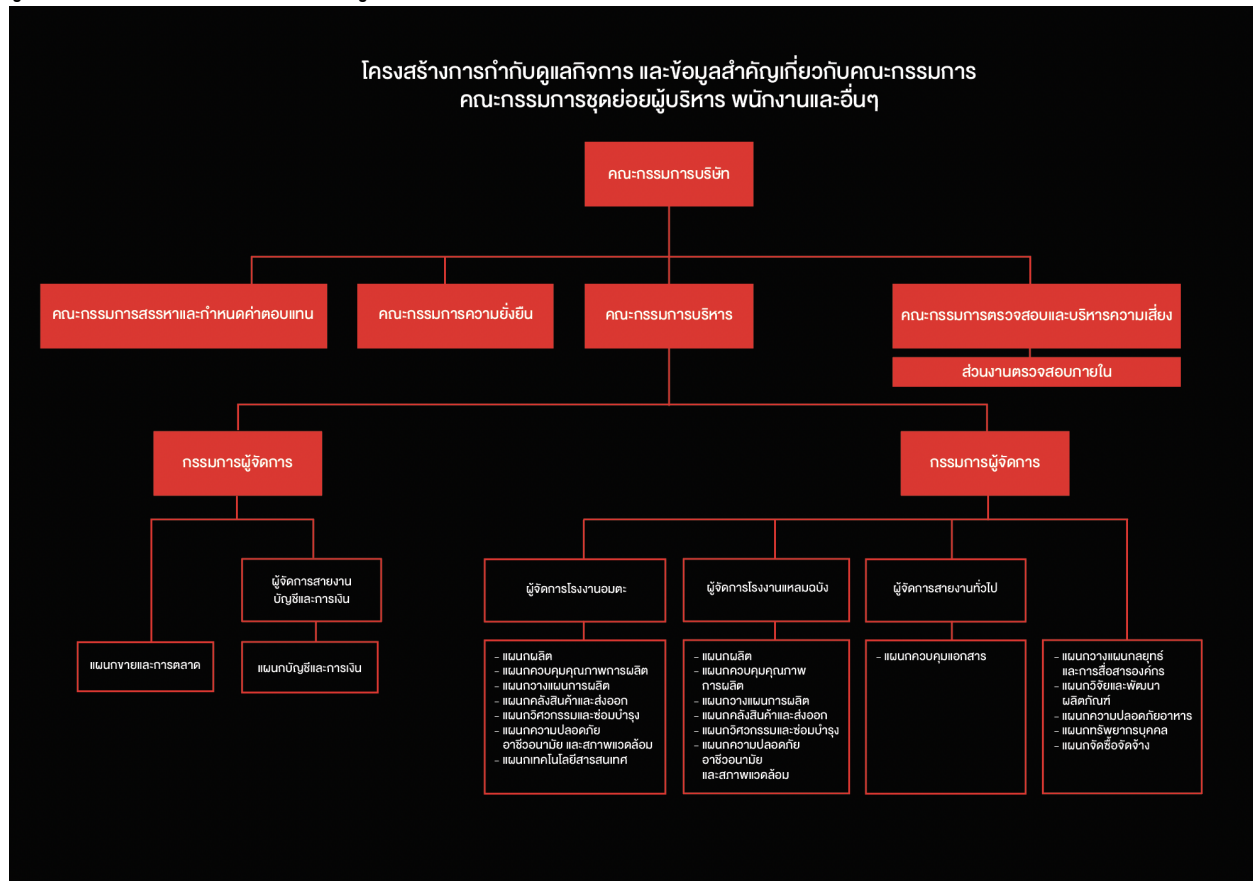 โครงสร้างการกำกับดูแลกิจการ และข้อมูลสำคัญเกี่ยวกับคณะกรรมการ
คณะกรรมการชุดย่อยผู้บริหาร พนักงานและอื่นๆ
คณะกรรมการบริษัท
คณะกรรมการสรรหาและกำหนดค่าตอบแทน
คณะกรรมการความยั่งยืน
คณะกรรมการบริหาร
คณะกรรมการตรวจสอบและบริหารความเสี่ยง
ส่วนงานตรวจสอบภายใน
กรรมการผู้จัดการ
กรรมการผู้จัดการ
ผู้จัดการสายงาน
บัญชีและการเงิน
แผนกขายและการตลาด
แผนกบัญชีและการเงิน
ผู้จัดการโรงงานอมตะ
ผู้จัดการโรงงานแหลมฉบัง
ผู้จัดการสายงานทั่วไป
- แผนกผลิต
- แผนกควบคุมคุณภาพการผลิต
- แผนกวางแผนการผลิต
- แผนกคลังสินค้าและส่งออก
- แผนกวิศวกรรมและซ่อมบำรุง
- แผนกความปลอดภัย
อาชีวอนามัย และสภาพแวดล้อม
- แผนกเทคโนโลยีสารสนเทศ
- แผนกผลิต
- แผนกควบคุมคุณภาพ
การผลิต
- แผนกวางแผนการผลิต
- แผนกคลังสินค้าและส่งออก
- แผนกวิศวกรรมและซ่อมบำรุง
- แผนกความปลอดภัย
อาชีวอนามัย
และสภาพแวดล้อม
- แผนกควบคุมเอกสาร
- แผนกวางแผนกลยุทธ์
และการสื่อสารองค์กร
- แผนกวิจัยและพัฒนา
ผลิตภัณฑ์
- แผนกความปลอดภัยอาหาร
- แผนกทรัพยากรบุคคล
- แผนกจัดซื้อจัดจ้าง